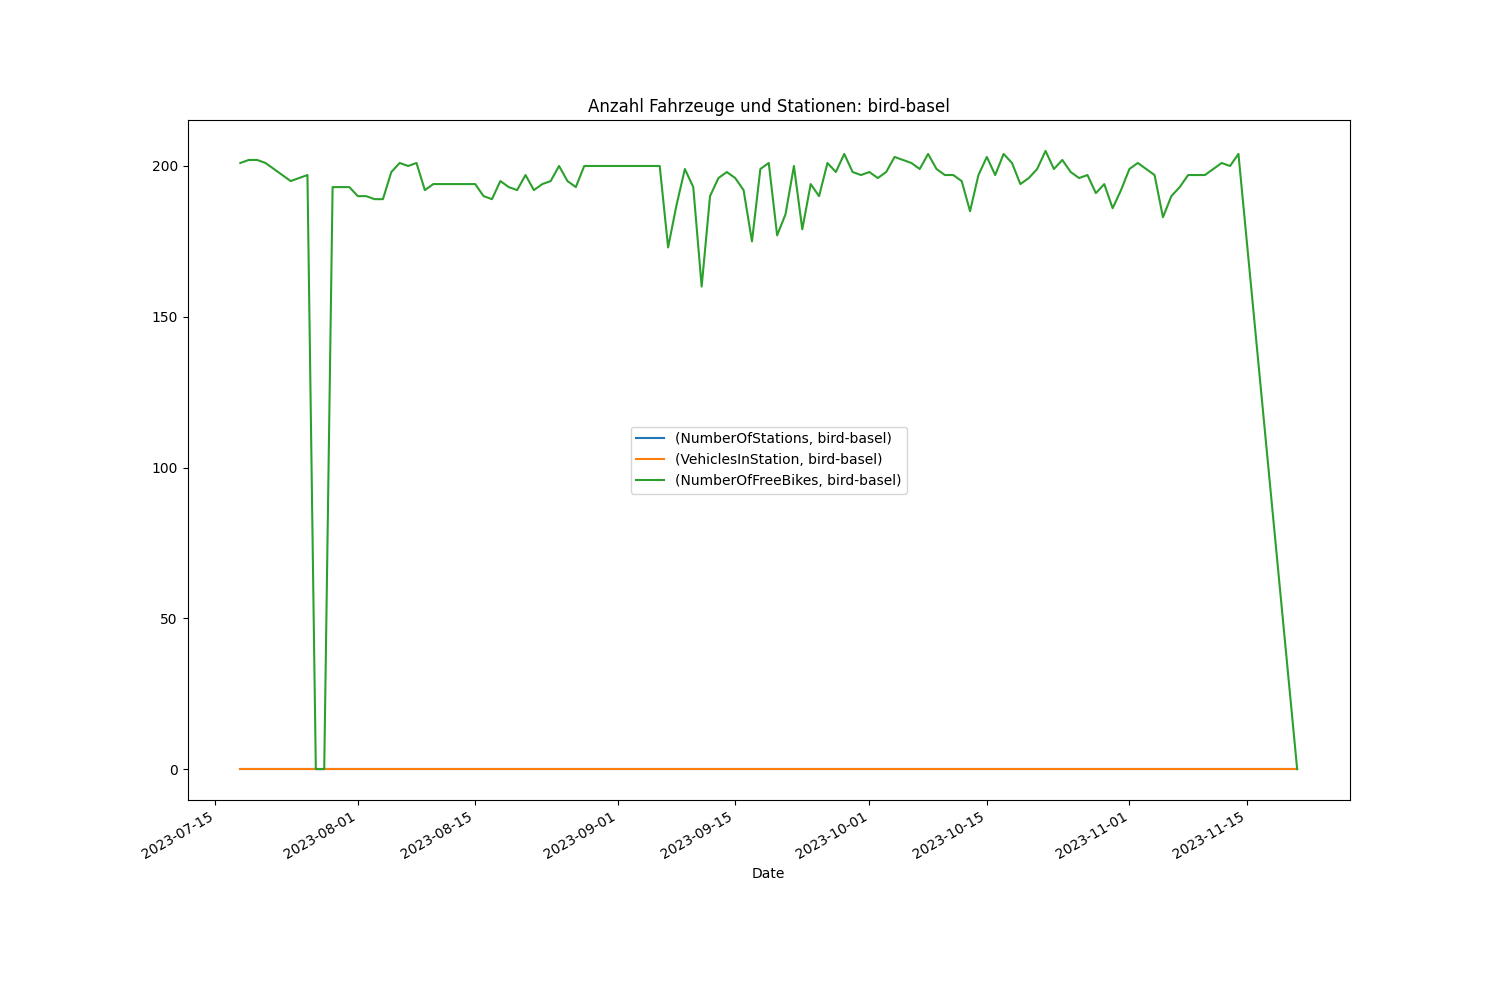 Anzahl Fahrzeuge und Stationen: bird-basel
200
150
100
50
0
(NumberOfStations, bird-basel)
(VehiclesInStation, bird-basel)
(NumberOfFreeBikes, bird-basel)
2023-07-15
2023-08-01
2023-08-15
2023-09-01
2023-09-15
2023-10-01
2023-10-15
2023-11-01
2023-11-15
Date